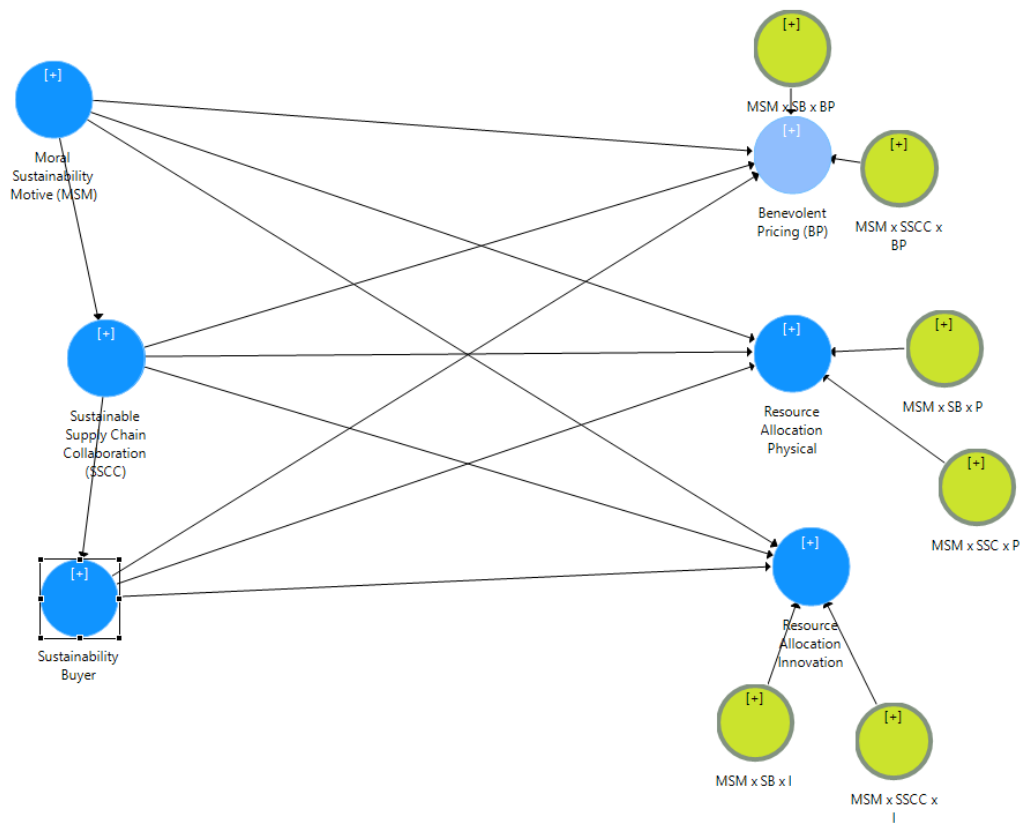 [+]
MSM x SB x BP
[+]
Moral
Sustainability
Motive (MSM)
[+]
Benevolent
Pricing (BP)
[+]
MSM x SSCC x
BP
[+]
Sustainable
Supply Chain
Collaboration
(SSCC)
[+]
Resource
Allocation
Physical
[+]
MSM x SB x P
[+]
MSM x SSC x P
[+]
Sustainability
Buyer
[+]
Resource
Allocation
Innovation
[+]
MSM x SB x I
[+]
MSM x SSCC x
I